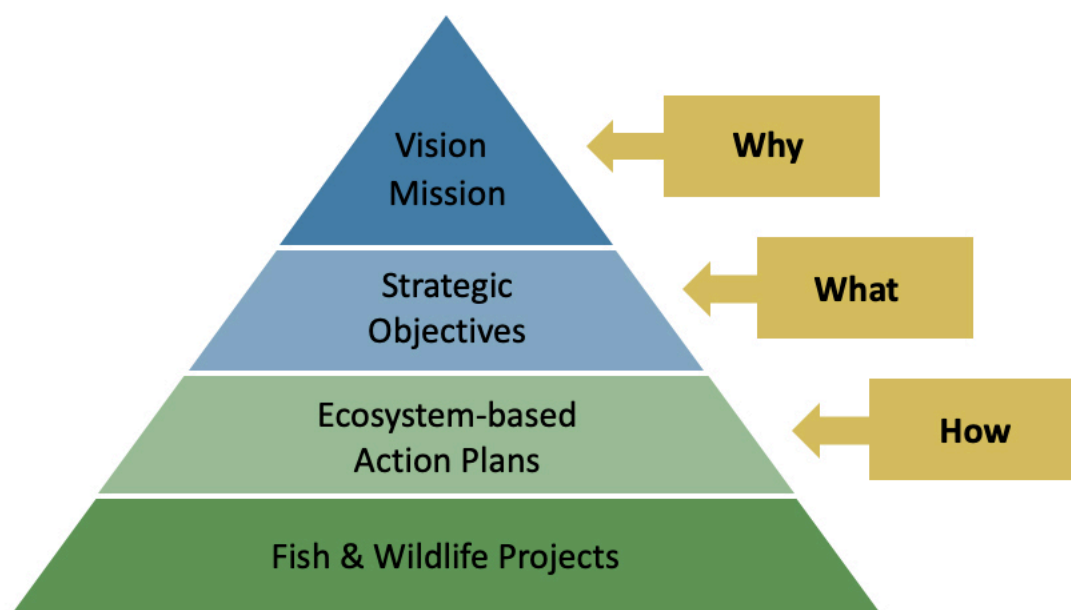 Vision
Mission
Why
Strategic
Objectives
What
Ecosystem-based
Action Plans
How
Fish & Wildlife Projects